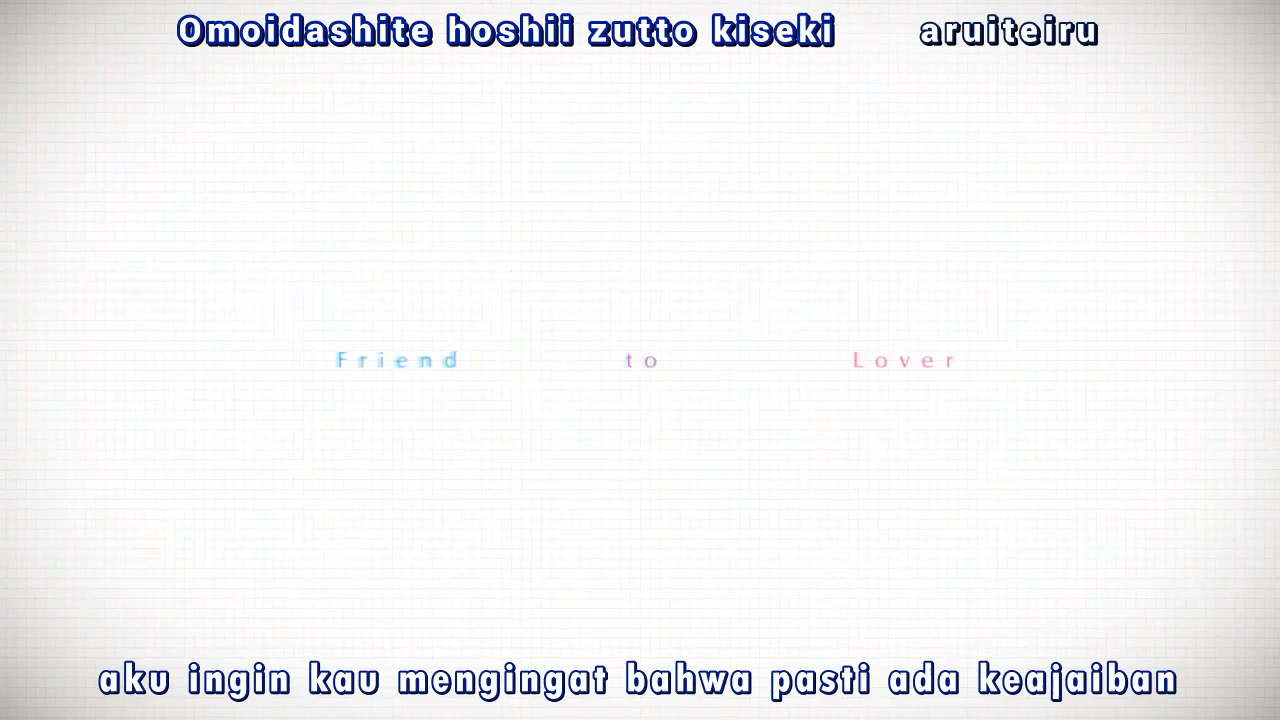 Omoidashite hoshii zutto kiseki aruiteiru
Friend to Lover
aku ingin kau mengingat bahwa pasti ada keajaiban